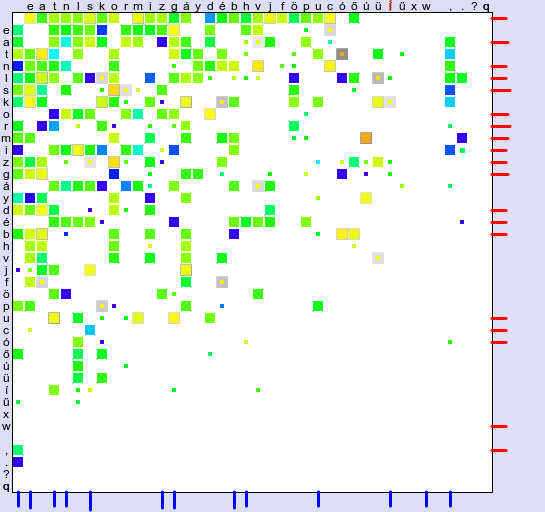 e a t n l s k o r m i z g á y d é b h v j f ö p u c ó ő ú ü í ű x w , . ? q
e
a
t
n
l
s
k
o
r
m
i
z
g
á
y
d
é
b
h
v
j
f
ö
p
u
c
ó
ő
ú
ü
í
ű
x
w
,
.
?
q